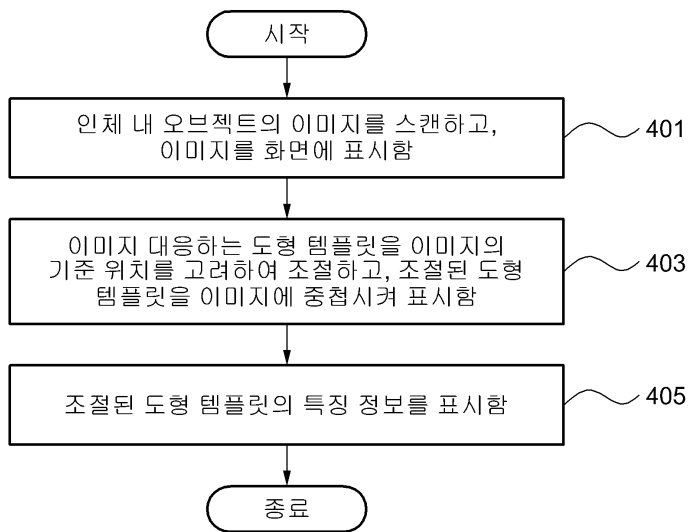 시작
인체 내 오브젝트의 이미지를 스캔하고,
이미지를 화면에 표시함
401
이미지 대응하는 도형 템플릿을 이미지의
기준 위치를 고려하여 조절하고, 조절된 도형
템플릿을 이미지에 중첩시켜 표시함
403
조절된 도형 템플릿의 특징 정보를 표시함
405
종료